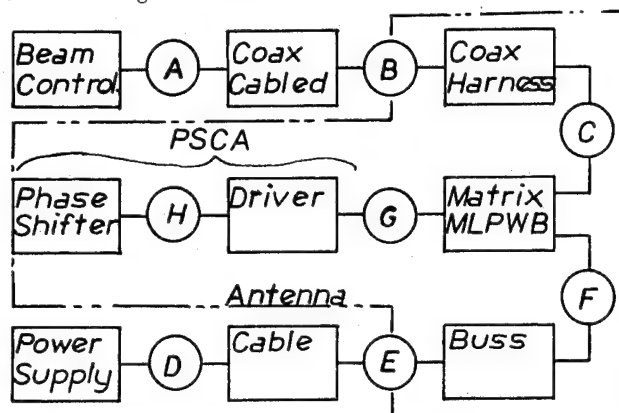 Beam Control
A
Coax Cabled
B
Coax Harness
C
PSCA
Phase Shifter
H
Driver
G
Matrix MLPWB
F
Antenna
Power Supply
D
Cable
E
Buss